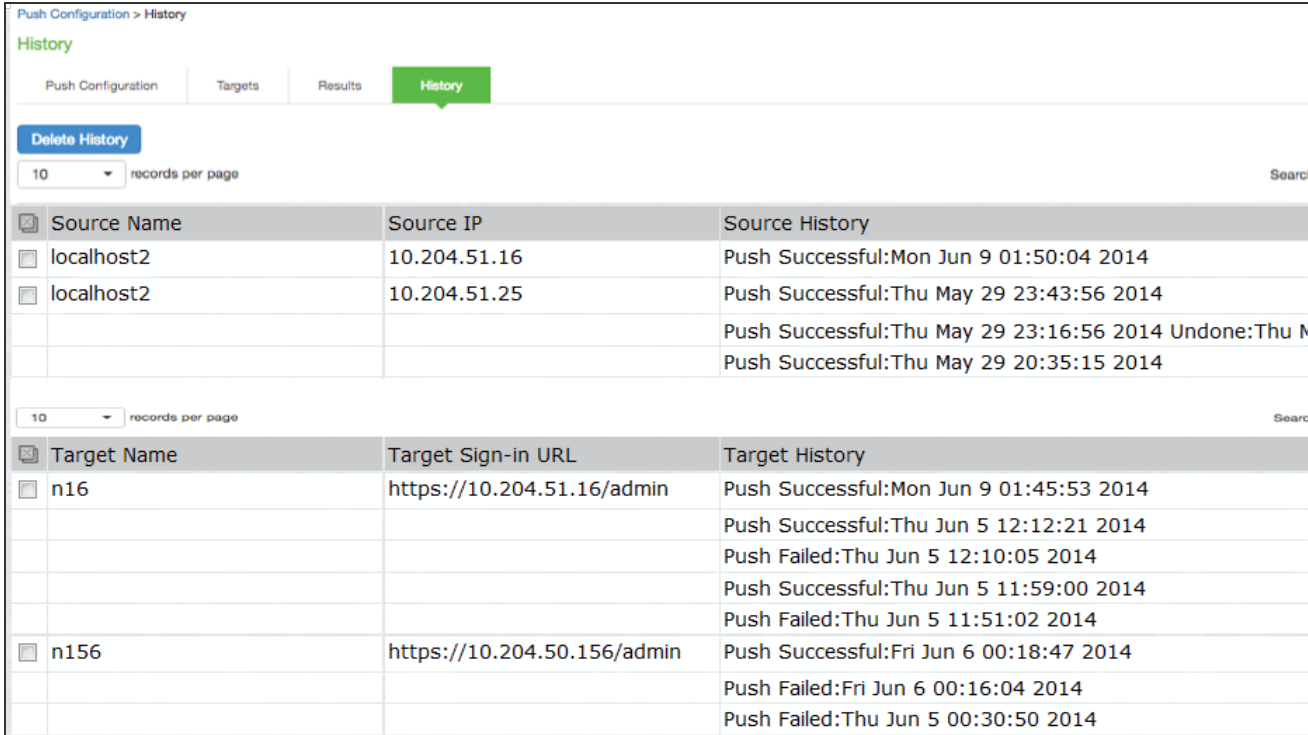 Push Configuration > History
History
Push Configuration Targets Results History
Delete History
10 records per page
Source Name Source IP Source History
localhost2 10.204.51.16 Push Successful:Mon Jun 9 01:50:04 2014
localhost2 10.204.51.25 Push Successful:Thu May 29 23:43:56 2014
Push Successful:Thu May 29 23:16:56 2014 Undone:Thu
Push Successful:Thu May 29 20:35:15 2014
10 records per page
Target Name Target Sign-in URL Target History
n16 https://10.204.51.16/admin Push Successful:Mon Jun 9 01:45:53 2014
Push Successful:Thu Jun 5 12:12:21 2014
Push Failed:Thu Jun 5 12:10:05 2014
Push Successful:Thu Jun 5 11:59:00 2014
Push Failed:Thu Jun 5 11:51:02 2014
n156 https://10.204.50.156/admin Push Successful:Fri Jun 6 00:18:47 2014
Push Failed:Fri Jun 6 00:16:04 2014
Push Failed:Thu Jun 5 00:30:50 2014